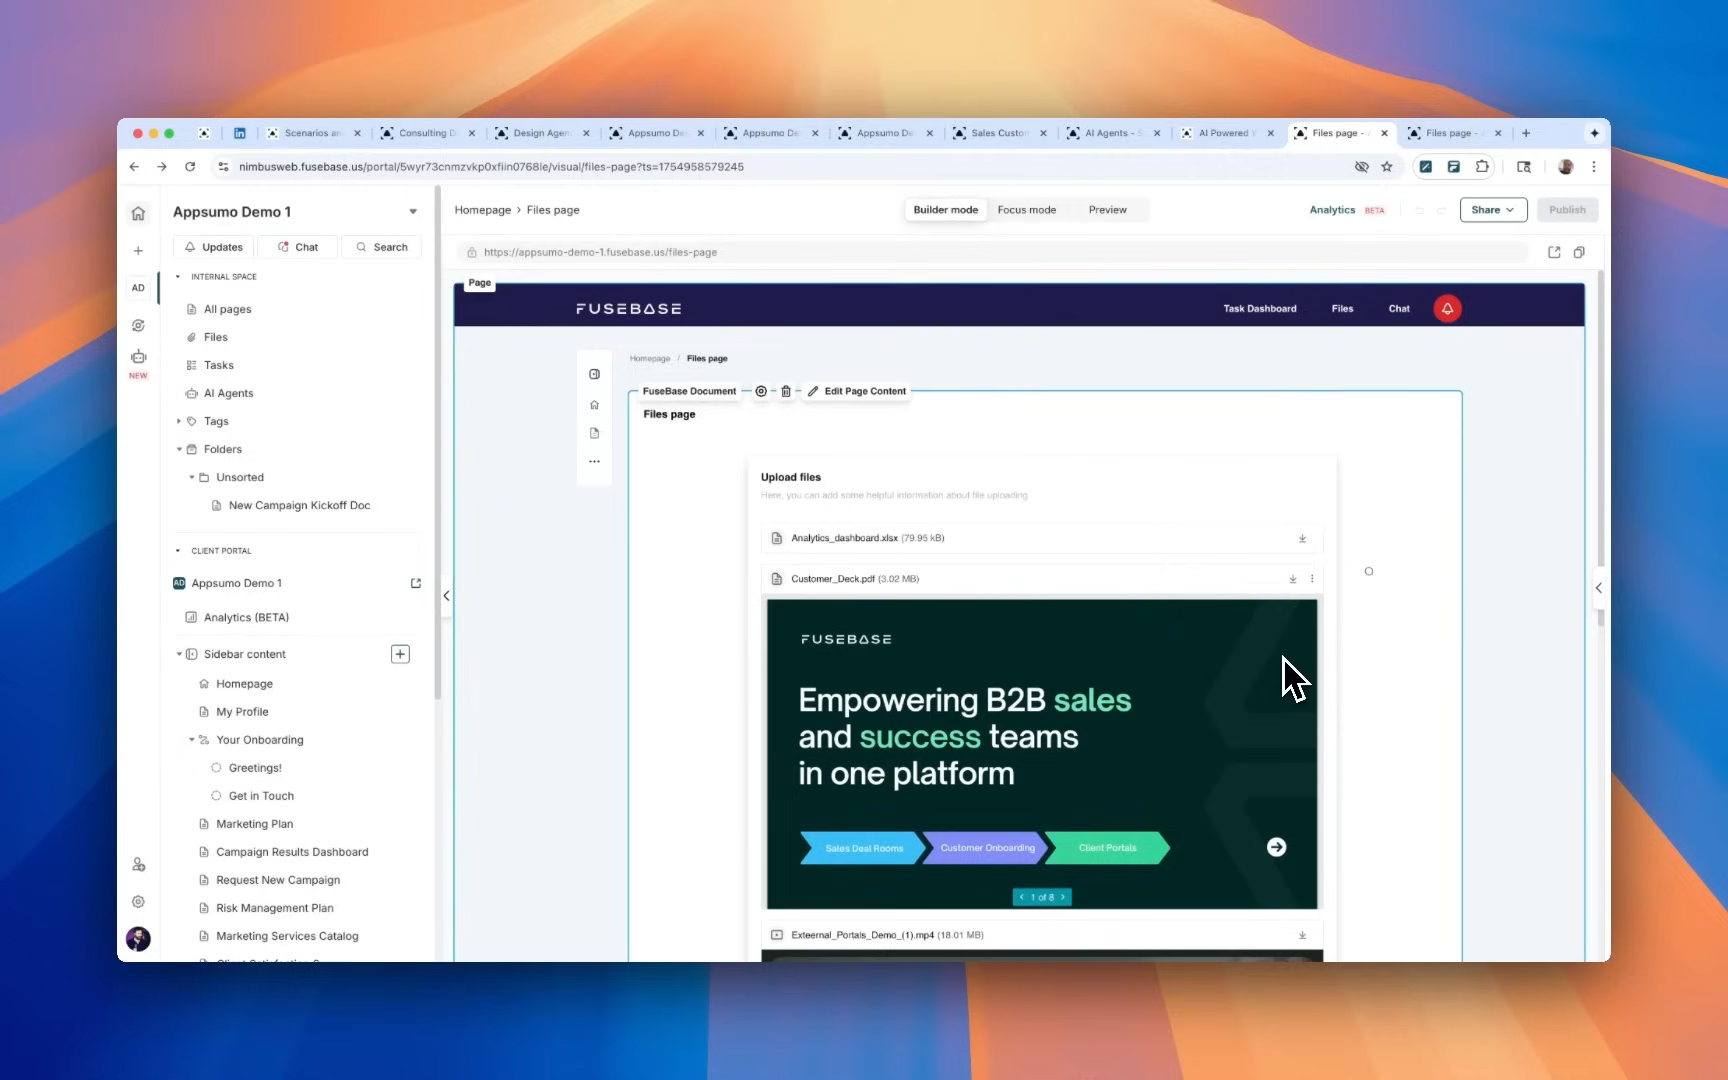 Scenarios an
Consulting D
Design Agen
Appsumo De
Appsumo De
Appsumo De
Sales Custom
AI Agents - S
AI Powered
Files page -
Files page -
nimbusweb.fusebase.us/portal/5wyr73cnmzvkp0xfiin0768le/visual/files-page?ts=1754958579245
Appsumo Demo 1
Homepage › Files page
Builder mode
Focus mode
Preview
Analytics BETA
Share
Publish
Updates
Chat
Search
https://appsumo-demo-1.fusebase.us/files-page
INTERNAL SPACE
AD
All pages
Files
Tasks
AI Agents
NEW
Tags
Folders
Unsorted
New Campaign Kickoff Doc
CLIENT PORTAL
AD Appsumo Demo 1
Analytics (BETA)
Sidebar content
Homepage
My Profile
Your Onboarding
Greetings!
Get in Touch
Marketing Plan
Campaign Results Dashboard
Request New Campaign
Risk Management Plan
Marketing Services Catalog
Page
FUSEBASE
Task Dashboard
Files
Chat
Homepage / Files page
FuseBase Document
Edit Page Content
Files page
Upload files
Here, you can add some helpful information about file uploading
Analytics_dashboard.xlsx (79.95 kB)
Customer_Deck.pdf (3.02 MB)
FUSEBASE
Empowering B2B sales
and success teams
in one platform
Sales Deal Rooms
Customer Onboarding
Client Portals
1 of 8
Exteernal_Portals_Demo_(1).mp4 (18.01 MB)